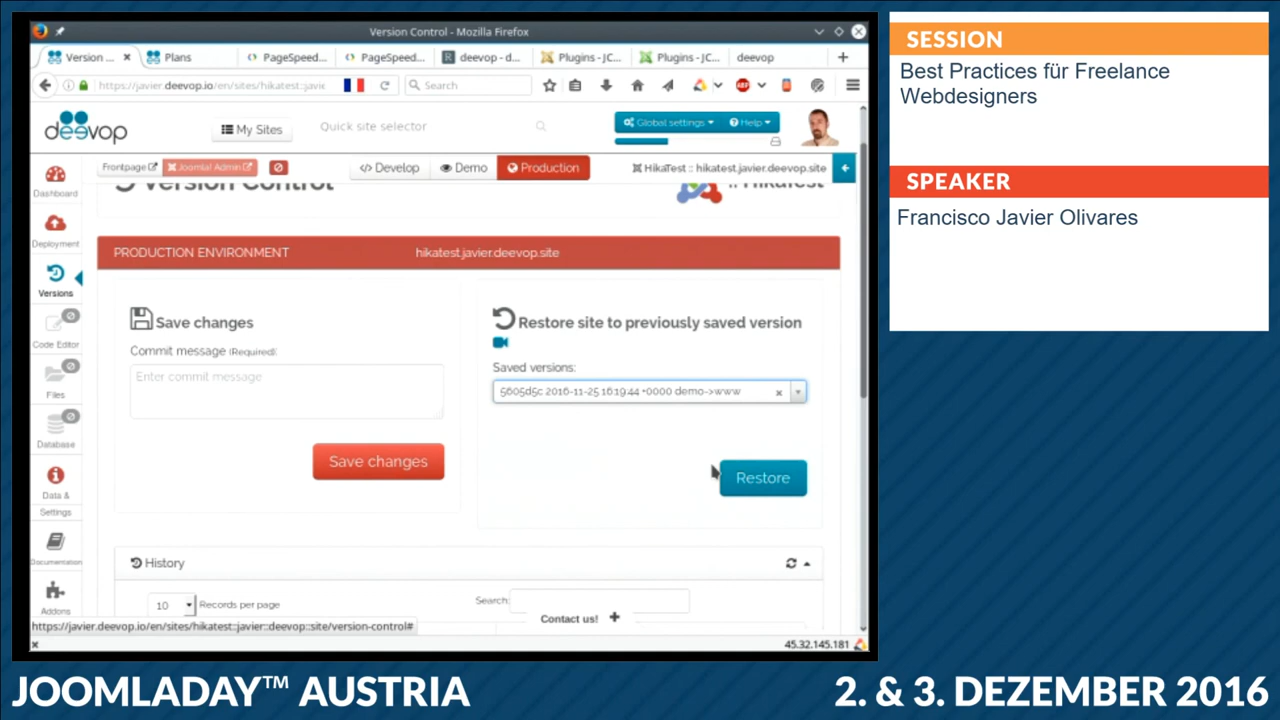 Version Control - Mozilla Firefox
Version ...
Plans
PageSpeed...
PageSpeed...
deevop - d...
Plugins - JC...
Plugins - JC...
deevop
https://javier.deevop.io/en/sites/hikatest::javie
Search
deevop
My Sites
Quick site selector
Global settings
Help
Frontpage
Joomla! Admin
Develop
Demo
Production
HikaTest :: hikatest.javier.deevop.site
Version Control
:: HikaTest
Dashboard
Deployment
Versions
Code Editor
Files
Database
Data &
Settings
Documentation
Addons
PRODUCTION ENVIRONMENT
hikatest.javier.deevop.site
Save changes
Commit message (Required):
Enter commit message
Save changes
Restore site to previously saved version
Saved versions:
5605d5c 2016-11-25 16:19:44 +0000 demo->www
Restore
History
10
Records per page
Search:
Contact us!
https://javier.deevop.io/en/sites/hikatest::javier::deevop::site/version-control#
45.32.145.181
SESSION
Best Practices für Freelance
Webdesigners
SPEAKER
Francisco Javier Olivares
JOOMLADAY™ AUSTRIA
2. & 3. DEZEMBER 2016